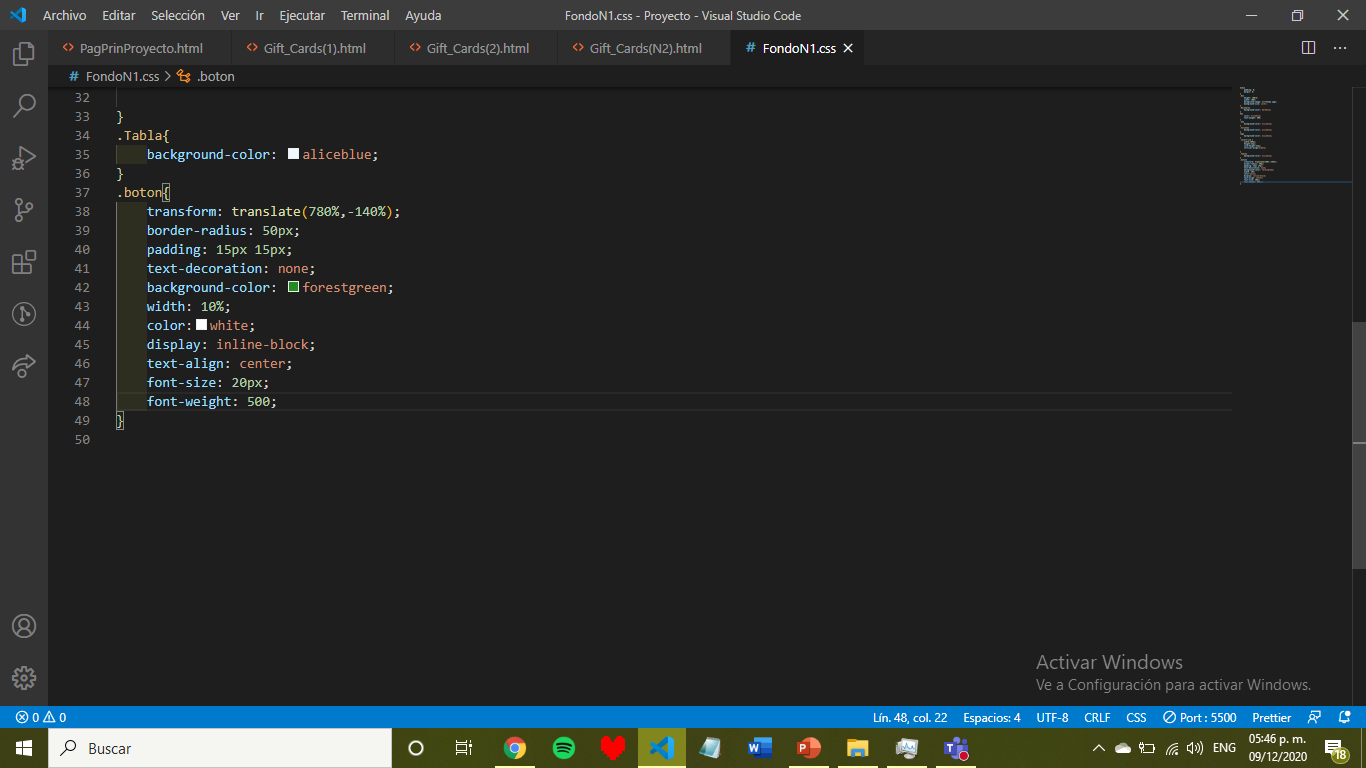 Archivo Editar Selección Ver Ir Ejecutar Terminal Ayuda FondoN1.css - Proyecto - Visual Studio Code
PagPrinProyecto.html Gift_Cards(1).html Gift_Cards(2).html Gift_Cards(N2).html # FondoN1.css
# FondoN1.css > .boton
32
33 }
34 .Tabla{
35 background-color: aliceblue;
36 }
37 .boton{
38 transform: translate(780%,-140%);
39 border-radius: 50px;
40 padding: 15px 15px;
41 text-decoration: none;
42 background-color: forestgreen;
43 width: 10%;
44 color: white;
45 display: inline-block;
46 text-align: center;
47 font-size: 20px;
48 font-weight: 500;
49 }
50
Activar Windows
Ve a Configuración para activar Windows.
0 0 Lín. 48, col. 22 Espacios: 4 UTF-8 CRLF CSS Port : 5500 Prettier
Buscar ENG 05:46 p. m.
09/12/2020 18